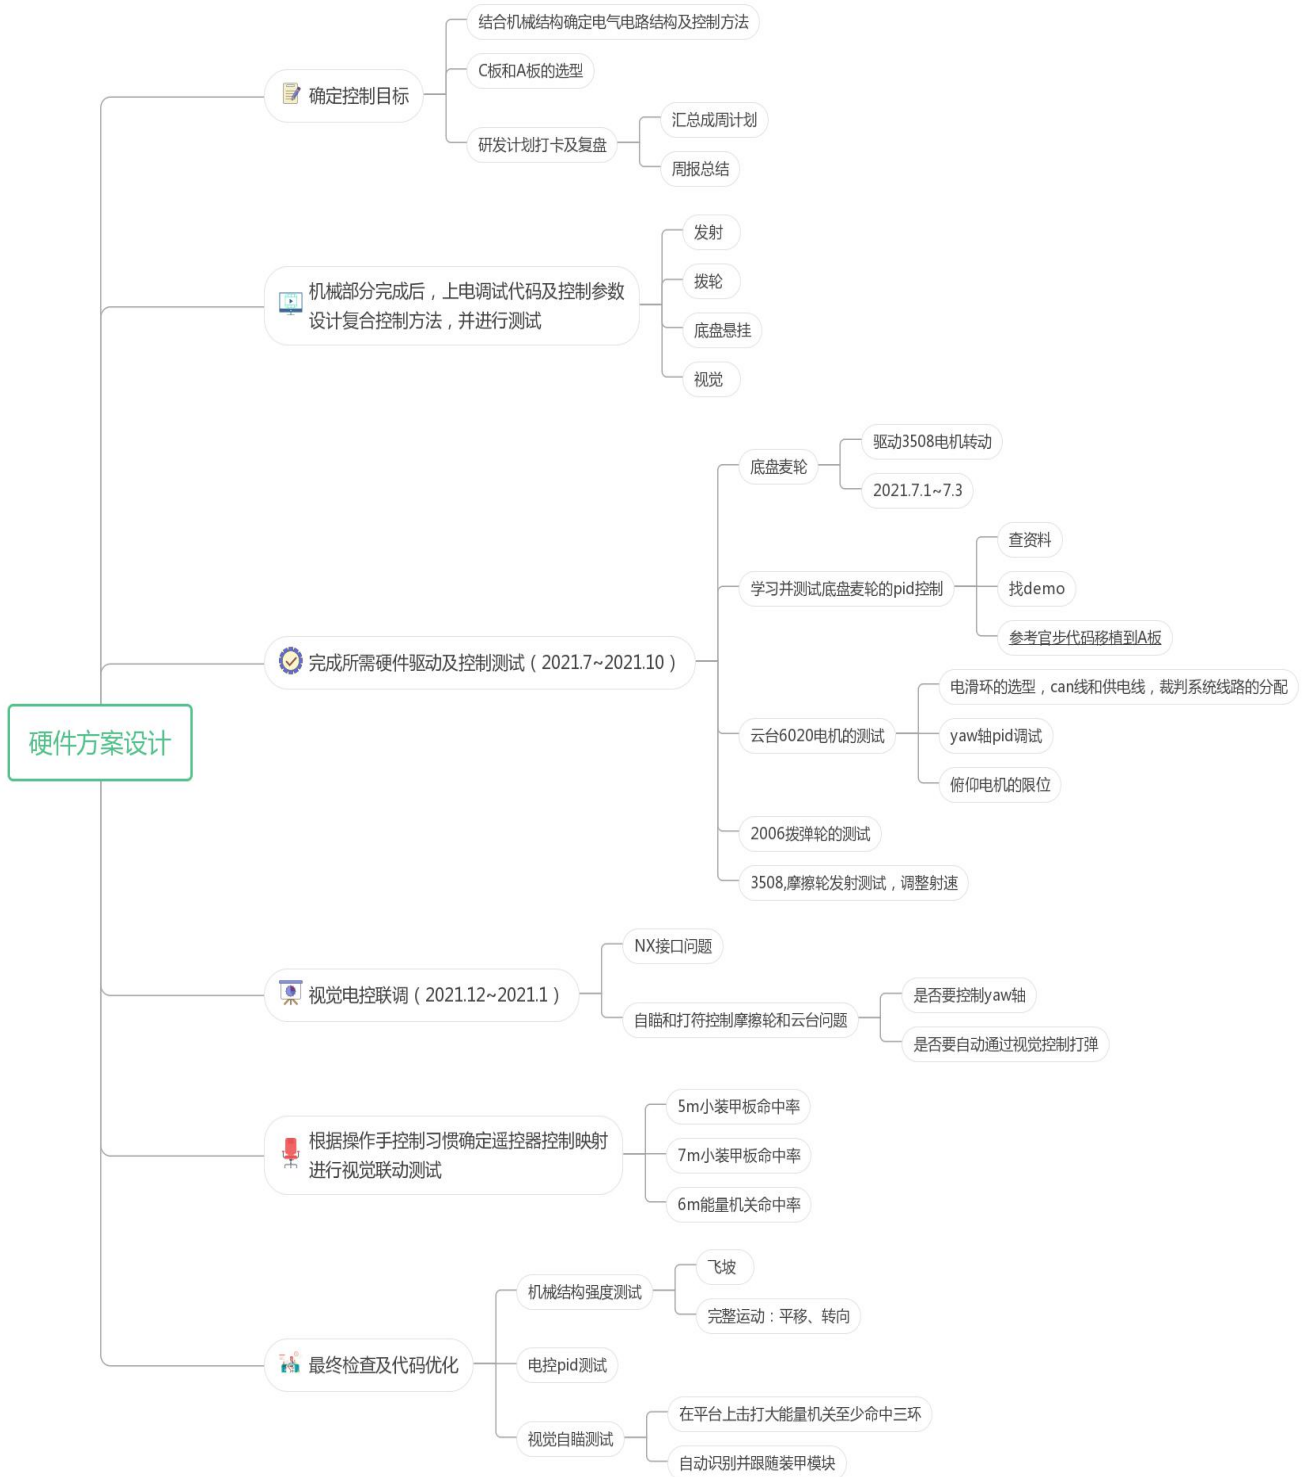 结合机械结构确定电气电路结构及控制方法
C板和A板的选型
确定控制目标
汇总成周计划
研发计划打卡及复盘
周报总结
发射
拨轮
机械部分完成后，上电调试代码及控制参数
设计复合控制方法，并进行测试
底盘悬挂
视觉
驱动3508电机转动
底盘麦轮
2021.7.1~7.3
查资料
学习并测试底盘麦轮的pid控制
找demo
参考官步代码移植到A板
完成所需硬件驱动及控制测试（2021.7~2021.10）
电滑环的选型，can线和供电线，裁判系统线路的分配
云台6020电机的测试
yaw轴pid调试
俯仰电机的限位
硬件方案设计
2006拨弹轮的测试
3508,摩擦轮发射测试，调整射速
NX接口问题
视觉电控联调（2021.12~2021.1）
是否要控制yaw轴
自瞄和打符控制摩擦轮和云台问题
是否要自动通过视觉控制打弹
5m小装甲板命中率
根据操作手控制习惯确定遥控器控制映射
进行视觉联动测试
7m小装甲板命中率
6m能量机关命中率
飞坡
机械结构强度测试
完整运动：平移、转向
最终检查及代码优化
电控pid测试
在平台上击打大能量机关至少命中三环
视觉自瞄测试
自动识别并跟随装甲模块